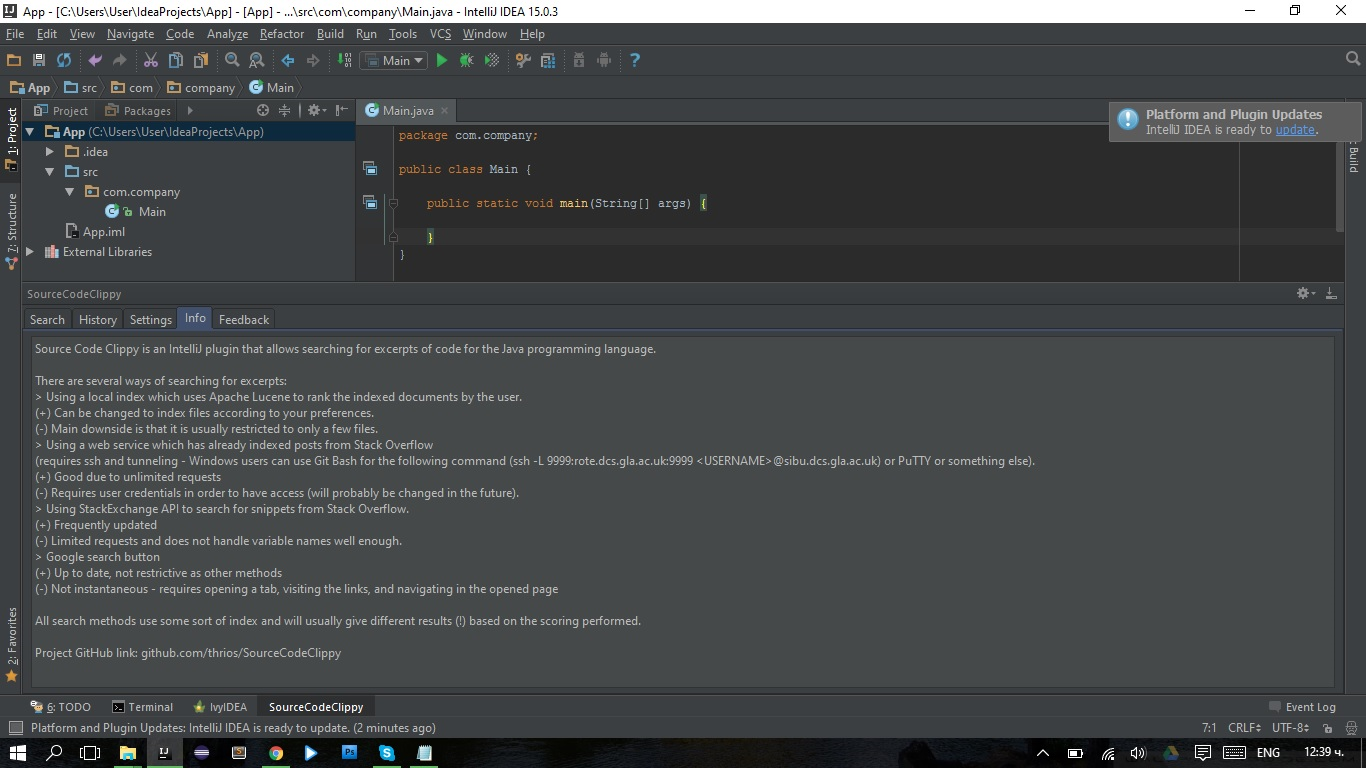 App - [C:\Users\User\IdeaProjects\App] - [App] - ...\src\com\company\Main.java - IntelliJ IDEA 15.0.3
File Edit View Navigate Code Analyze Refactor Build Run Tools VCS Window Help
Main
App src com company Main
Project Packages
Main.java
1: Project
7: Structure
2: Favorites
Build
App (C:\Users\User\IdeaProjects\App)
.idea
src
com.company
Main
App.iml
External Libraries
package com.company;
public class Main {
public static void main(String[] args) {
}
}
Platform and Plugin Updates
IntelliJ IDEA is ready to update.
SourceCodeClippy
Search History Settings Info Feedback
Source Code Clippy is an IntelliJ plugin that allows searching for excerpts of code for the Java programming language.
There are several ways of searching for excerpts:
> Using a local index which uses Apache Lucene to rank the indexed documents by the user.
(+) Can be changed to index files according to your preferences.
(-) Main downside is that it is usually restricted to only a few files.
> Using a web service which has already indexed posts from Stack Overflow
(requires ssh and tunneling - Windows users can use Git Bash for the following command (ssh -L 9999:rote.dcs.gla.ac.uk:9999 <USERNAME>@sibu.dcs.gla.ac.uk) or PuTTY or something else).
(+) Good due to unlimited requests
(-) Requires user credentials in order to have access (will probably be changed in the future).
> Using StackExchange API to search for snippets from Stack Overflow.
(+) Frequently updated
(-) Limited requests and does not handle variable names well enough.
> Google search button
(+) Up to date, not restrictive as other methods
(-) Not instantaneous - requires opening a tab, visiting the links, and navigating in the opened page
All search methods use some sort of index and will usually give different results (!) based on the scoring performed.
Project GitHub link: github.com/thrios/SourceCodeClippy
6: TODO Terminal IvyIDEA SourceCodeClippy Event Log
Platform and Plugin Updates: IntelliJ IDEA is ready to update. (2 minutes ago) 7:1 CRLF UTF-8
ENG 12:39 ч.